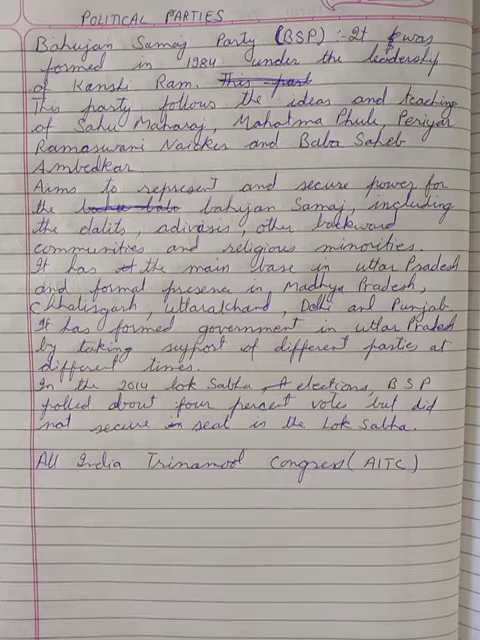 POLITICAL PARTIES
Bahujan Samaj Party (BSP) :- It was
formed in 1984 under the leadership
of Kanshi Ram. This part
This party follows the ideas and teaching
of Sahu Maharaj, Mahatma Phule, Periyar
Ramaswani Naicker and Baba Saheb
Ambedkar.
Aims to represent and secure power for
the bahujan Samaj, including
the dalits, adivasis, other backward
communities and religious minorities.
It has the main base in uttar Pradesh
and formal presence in, Madhya Pradesh,
Chhatisgarh, uttarakhand, Delhi and Punjab.
It has formed government in uttar Pradesh
by taking support of different parties at
different times.
In the 2014 lok Sabha elections, BSP
polled about four percent votes but did
not secure seat in the Lok Sabha.
All India Trinamool Congress (AITC)